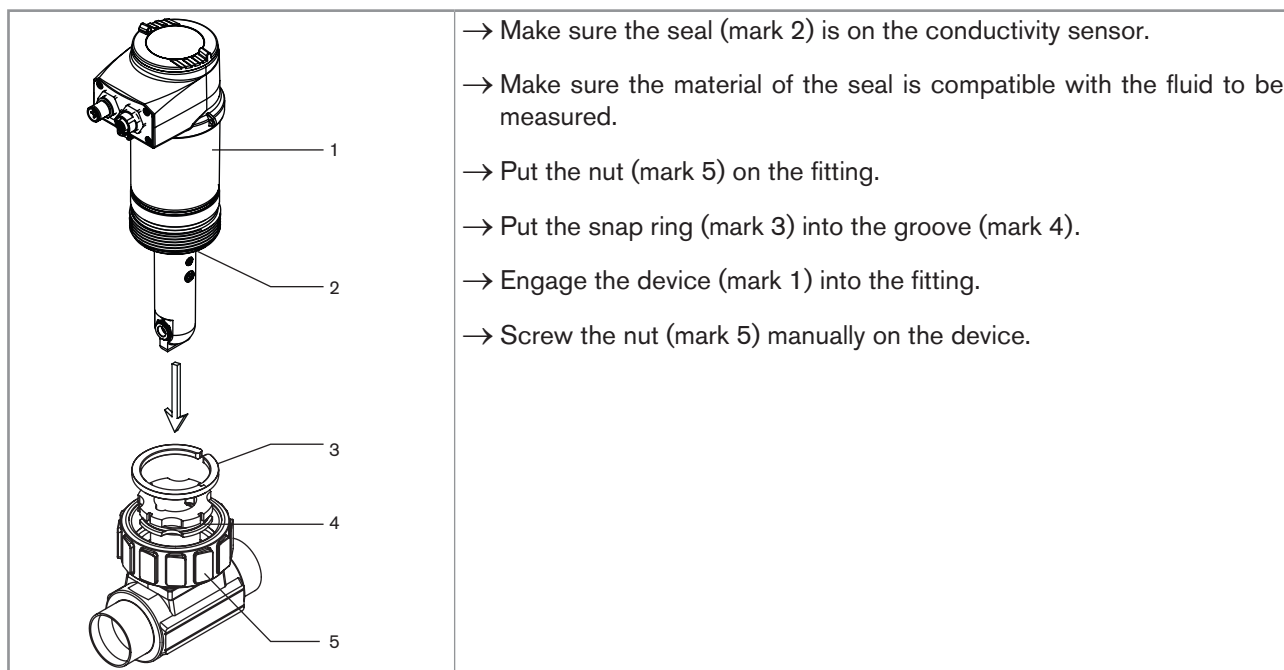 → Make sure the seal (mark 2) is on the conductivity sensor.
→ Make sure the material of the seal is compatible with the fluid to be
measured.
→ Put the nut (mark 5) on the fitting.
→ Put the snap ring (mark 3) into the groove (mark 4).
→ Engage the device (mark 1) into the fitting.
→ Screw the nut (mark 5) manually on the device.
1
2
3
4
5